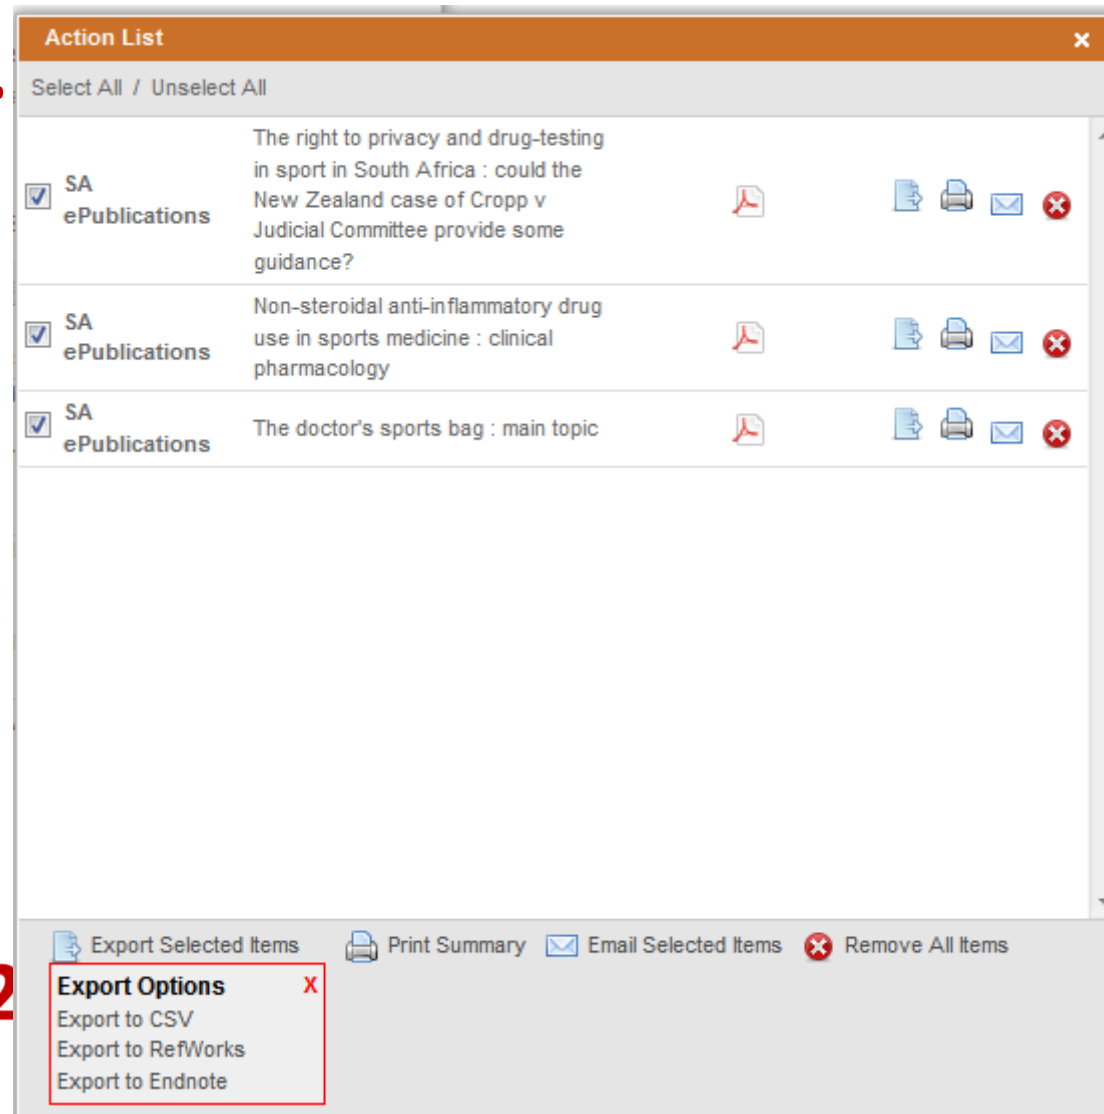 Action List
Select All / Unselect All
SA
ePublications
The right to privacy and drug-testing
in sport in South Africa : could the
New Zealand case of Cropp v
Judicial Committee provide some
guidance?
SA
ePublications
Non-steroidal anti-inflammatory drug
use in sports medicine : clinical
pharmacology
SA
ePublications
The doctor's sports bag : main topic
Export Selected Items Print Summary Email Selected Items Remove All Items
2
Export Options X
Export to CSV
Export to RefWorks
Export to Endnote